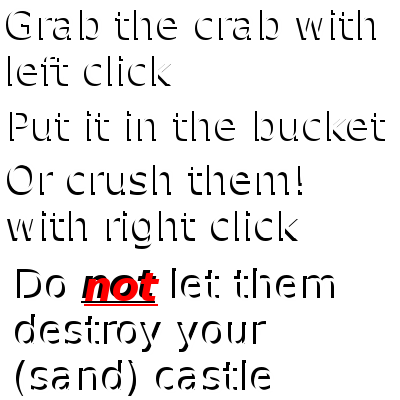 Grab the crab with
left click
Put it in the bucket
Or crush them!
with right click
Do not let them
destroy your
(sand) castle